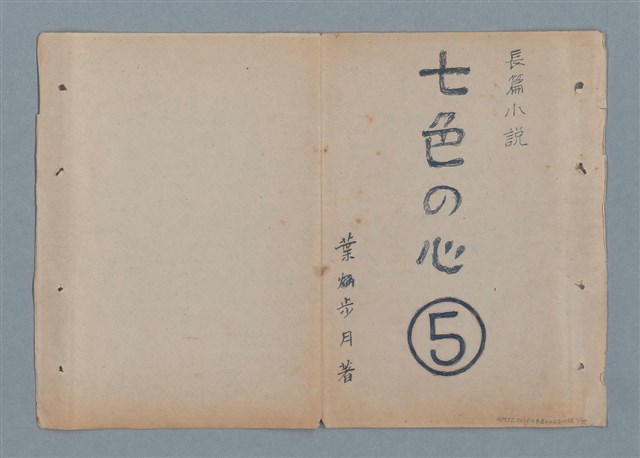 長篇小説
七色の心
⑤
葉歩月著